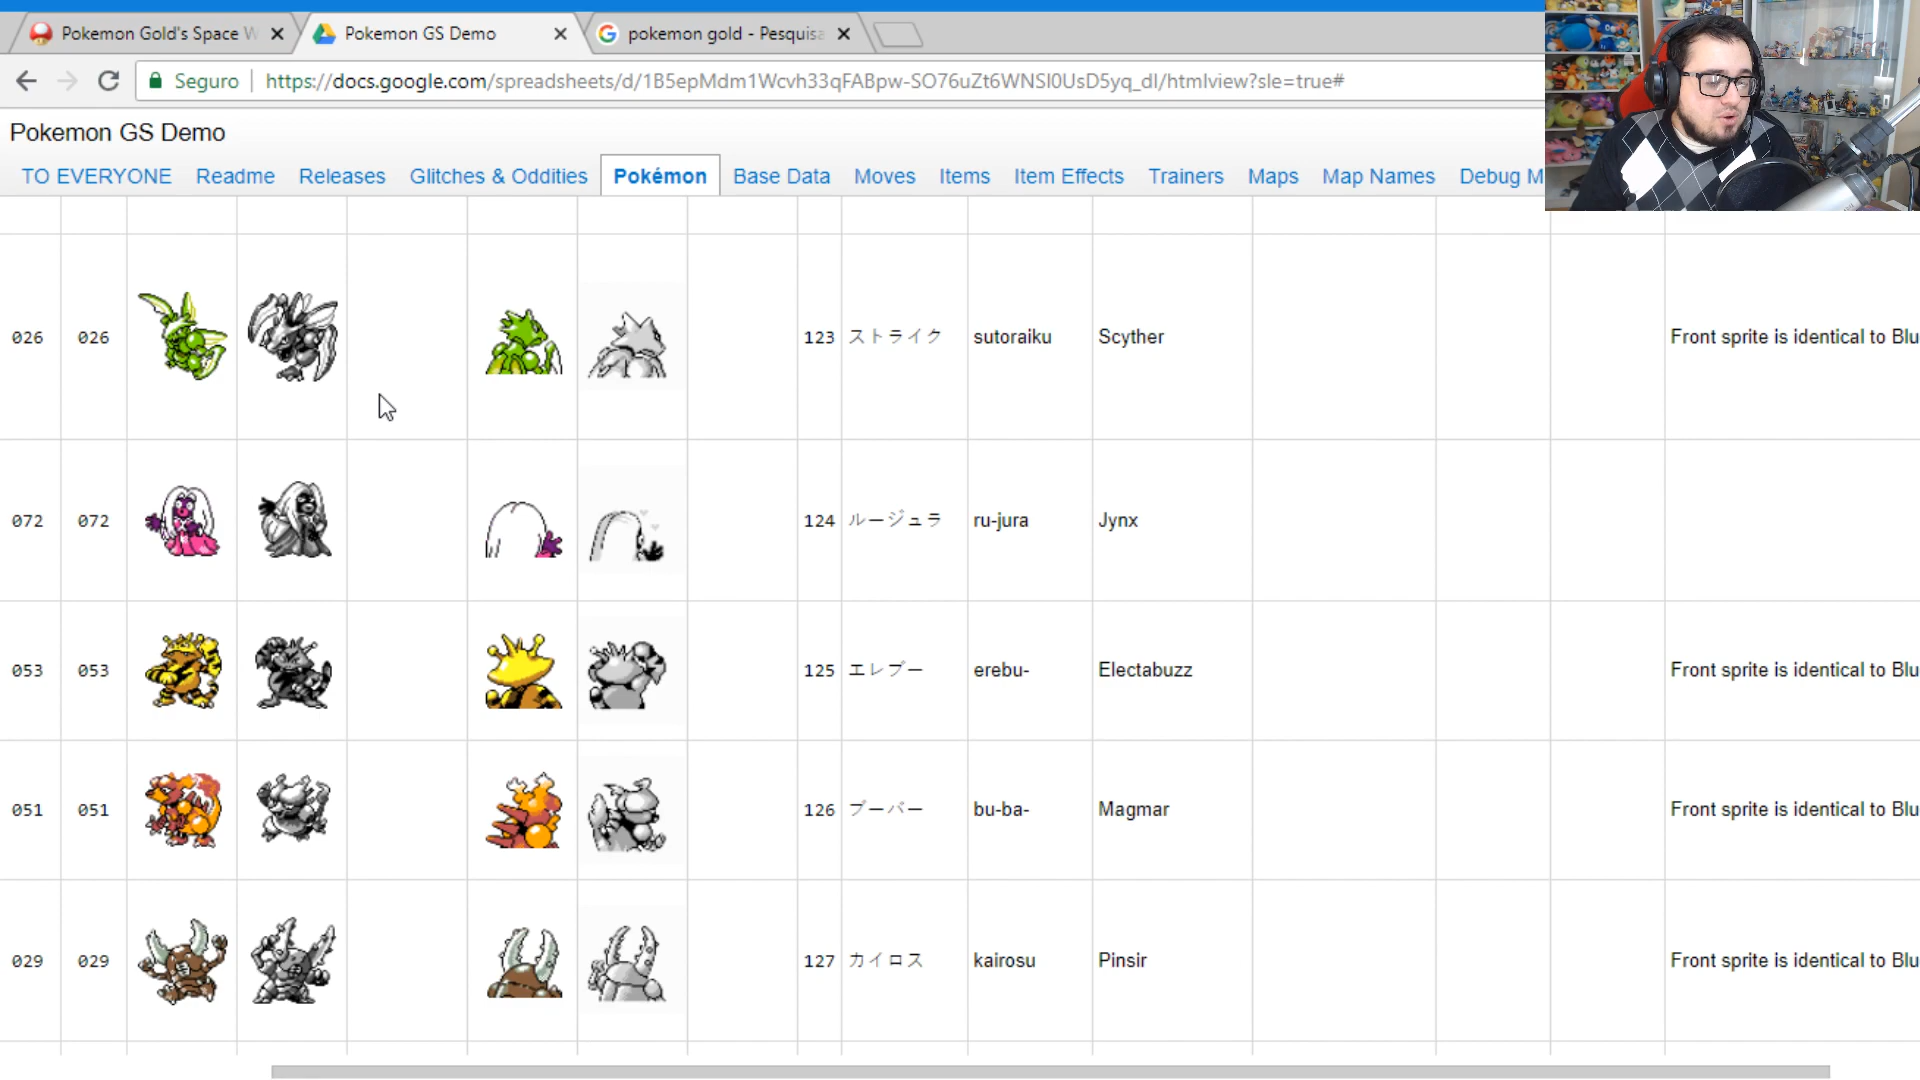 Pokemon Gold's Space W
Pokemon GS Demo
pokemon gold - Pesquisa
Seguro | https://docs.google.com/spreadsheets/d/1B5epMdm1Wcvh33qFABpw-SO76uZt6WNSl0UsD5yq_dI/htmlview?sle=true#
Pokemon GS Demo
TO EVERYONE Readme Releases Glitches & Oddities Pokémon Base Data Moves Items Item Effects Trainers Maps Map Names Debug M
026 026 123 ストライク sutoraiku Scyther Front sprite is identical to Blu
072 072 124 ルージュラ ru-jura Jynx
053 053 125 エレブー erebu- Electabuzz Front sprite is identical to Blu
051 051 126 ブーバー bu-ba- Magmar Front sprite is identical to Blu
029 029 127 カイロス kairosu Pinsir Front sprite is identical to Blu